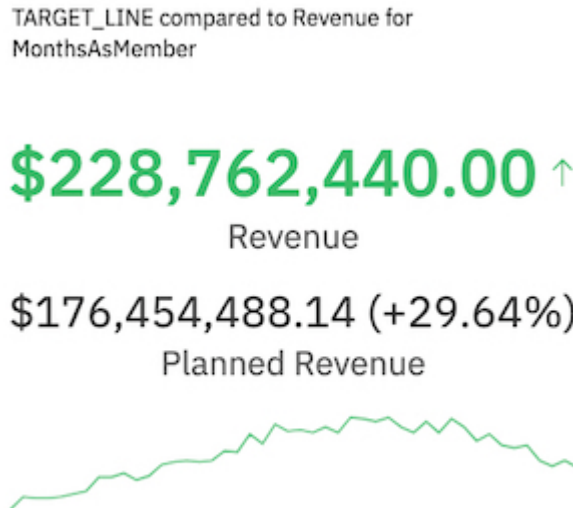 TARGET_LINE compared to Revenue for
MonthsAsMember
$228,762,440.00 ↑
Revenue
$176,454,488.14 (+29.64%)
Planned Revenue